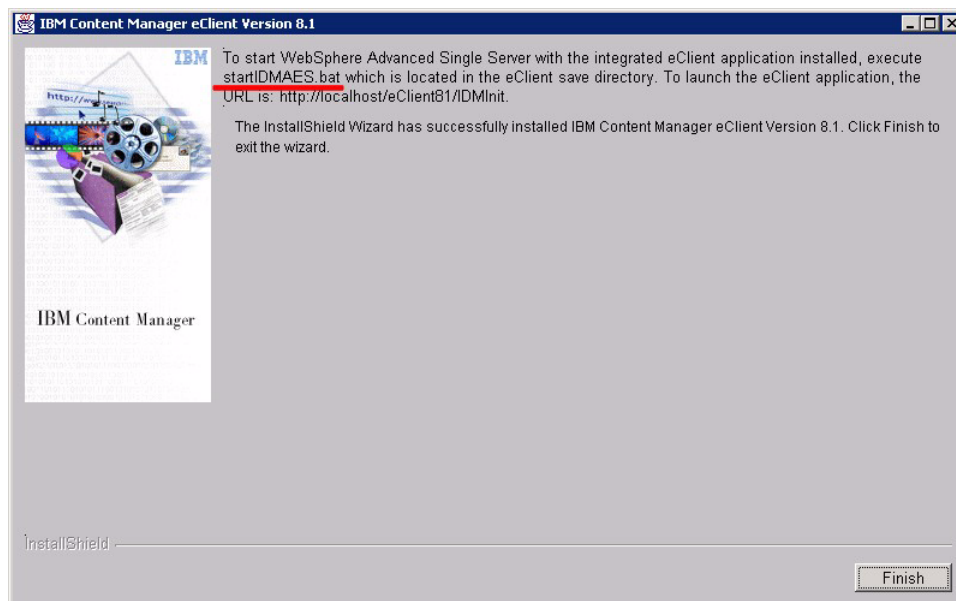 IBM Content Manager eClient Version 8.1
IBM
http://www
To start WebSphere Advanced Single Server with the integrated eClient application installed, execute
startIDMAES.bat which is located in the eClient save directory. To launch the eClient application, the
URL is: http://localhost/eClient81/IDMInit.
The InstallShield Wizard has successfully installed IBM Content Manager eClient Version 8.1. Click Finish to
exit the wizard.
IBM Content Manager
InstallShield
Finish